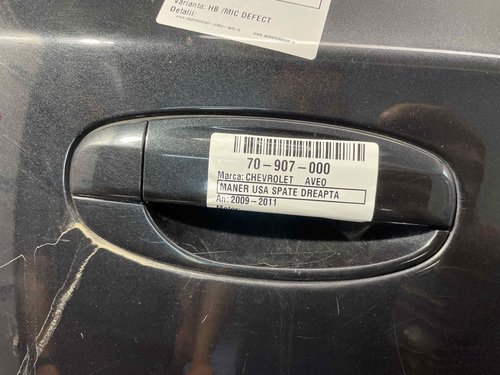 Varianta: HB /MIC DEFECT
Detalii:
70-907-000
Marca: CHEVROLET AVEO
MANER USA SPATE DREAPTA
An: 2009-2011